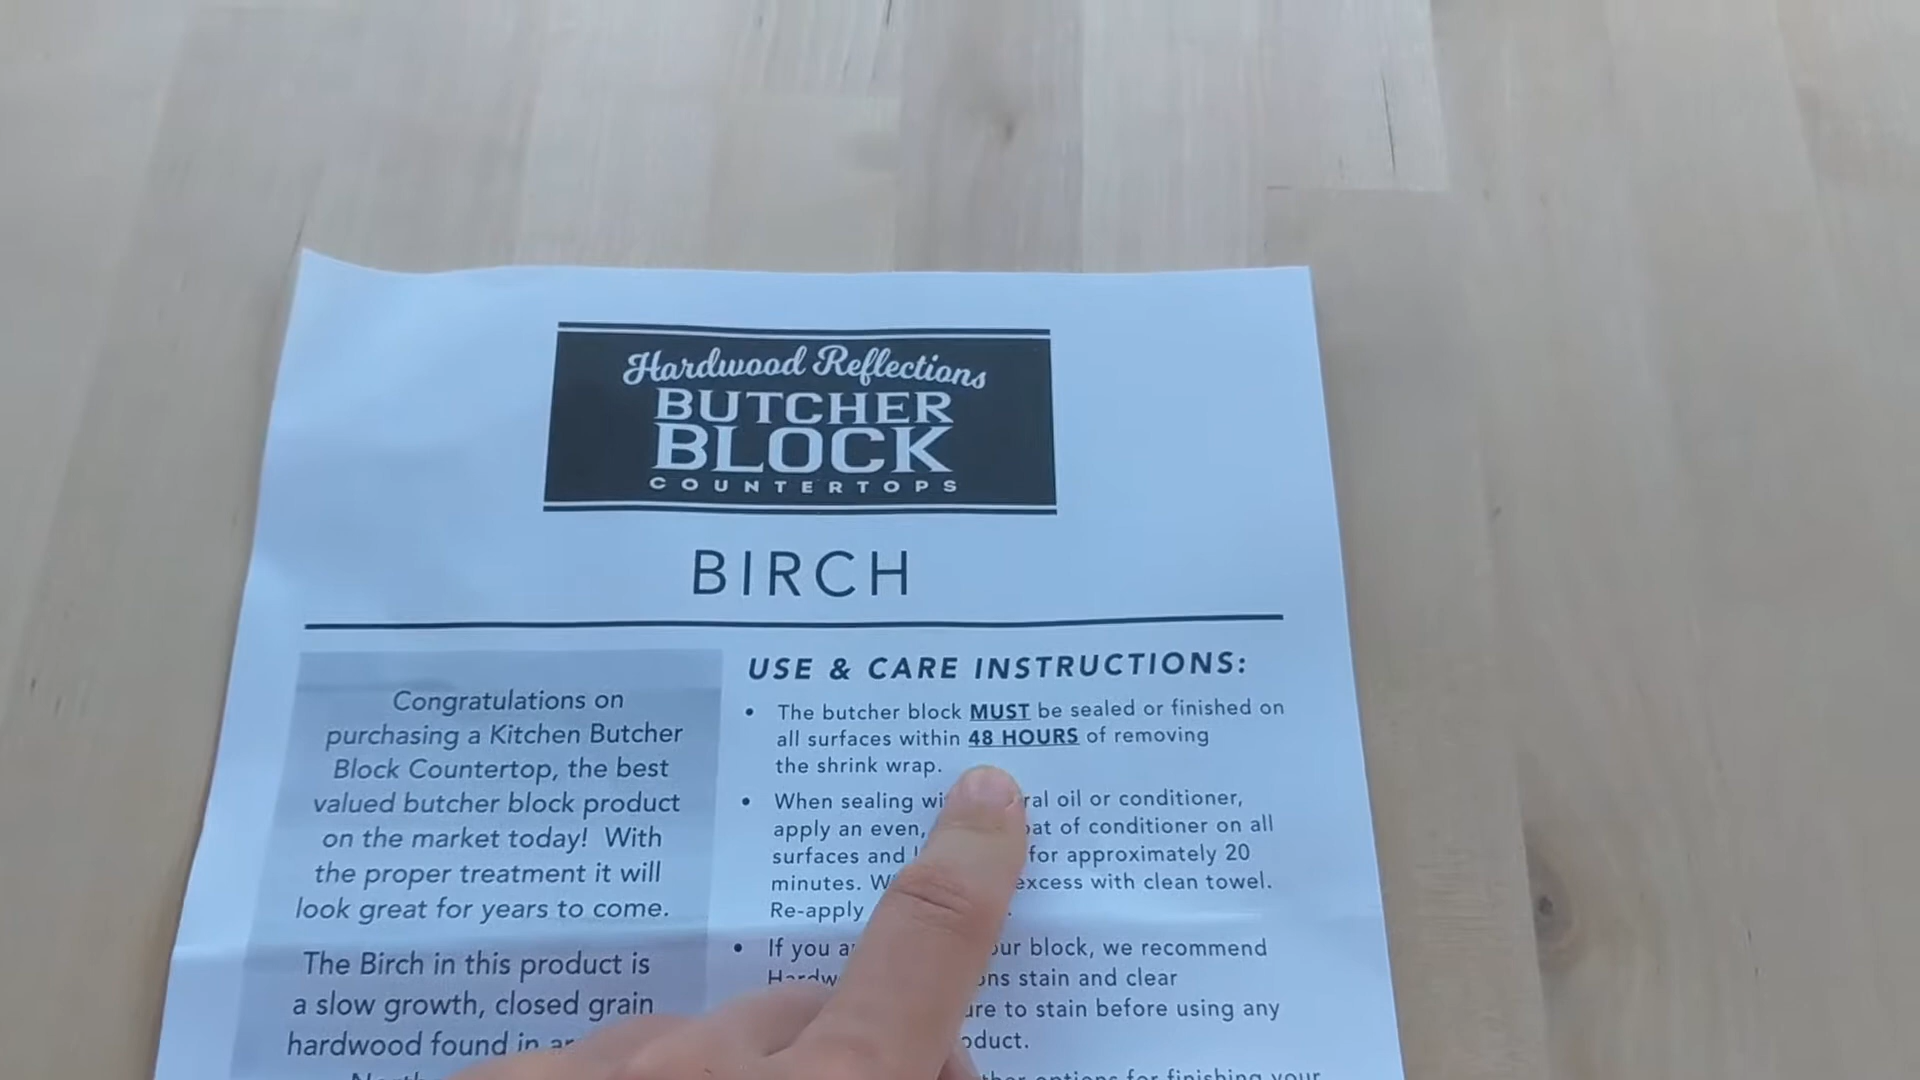 Hardwood Reflections
BUTCHER
BLOCK
COUNTERTOPS
BIRCH
Congratulations on
purchasing a Kitchen Butcher
Block Countertop, the best
valued butcher block product
on the market today! With
the proper treatment it will
look great for years to come.
The Birch in this product is
a slow growth, closed grain
hardwood found in
USE & CARE INSTRUCTIONS:
• The butcher block MUST be sealed or finished on
all surfaces within 48 HOURS of removing
the shrink wrap.
• When sealing oil or conditioner,
apply an even, of conditioner on all
surfaces and for approximately 20
minutes. excess with clean towel.
Re-apply
• If you block, we recommend
stain and clear
to stain before using any
options for finishing your